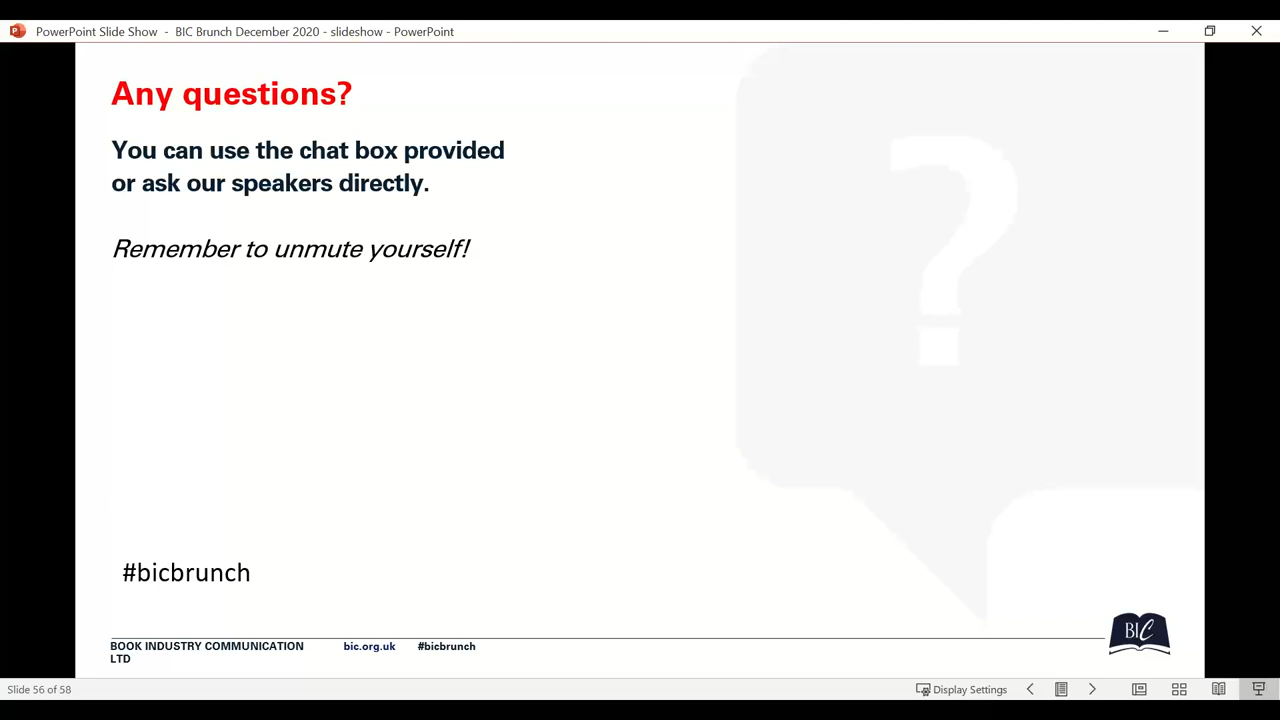 PowerPoint Slide Show - BIC Brunch December 2020 - slideshow - PowerPoint
Any questions?
You can use the chat box provided
or ask our speakers directly.
Remember to unmute yourself!
?
#bicbrunch
BOOK INDUSTRY COMMUNICATION
LTD
bic.org.uk
#bicbrunch
BIC
Slide 56 of 58
Display Settings